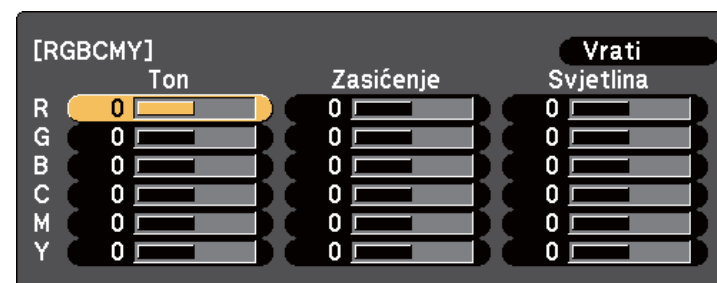 [RGBCMY] Vrati
Ton Zasićenje Svjetlina
R 0 0 0
G 0 0 0
B 0 0 0
C 0 0 0
M 0 0 0
Y 0 0 0